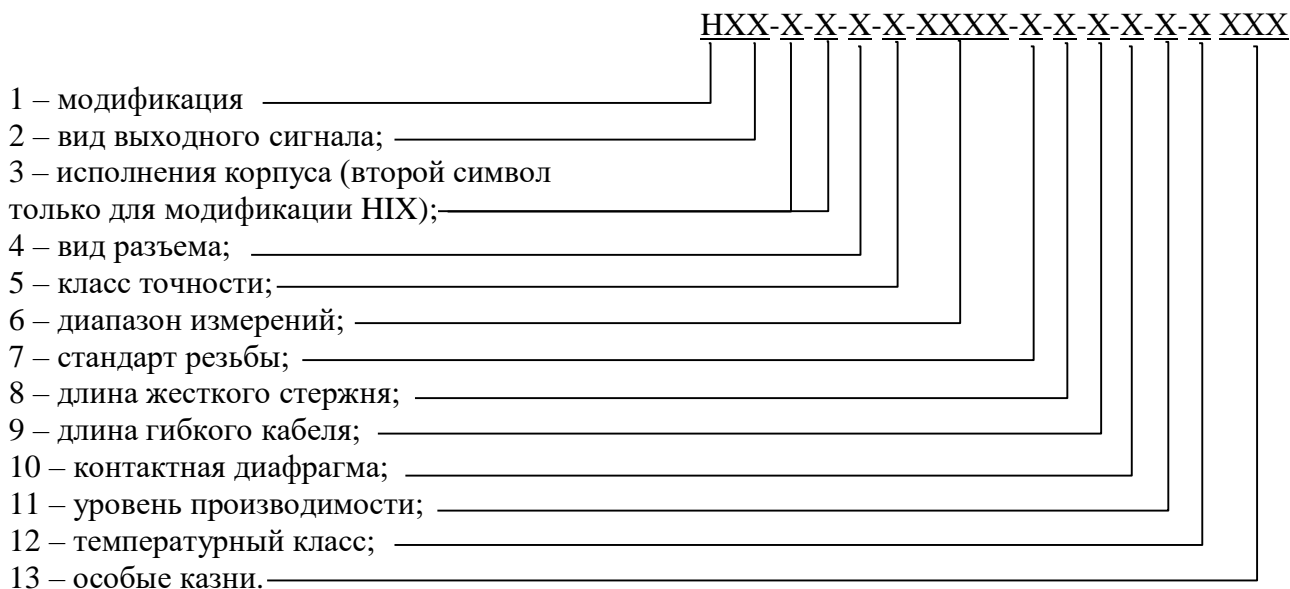 НХХ-Х-Х-Х-Х-ХХХХ-Х-Х-Х-Х-Х-Х ХХХ
1 – модификация
2 – вид выходного сигнала;
3 – исполнения корпуса (второй символ
только для модификации НIХ);
4 – вид разъема;
5 – класс точности;
6 – диапазон измерений;
7 – стандарт резьбы;
8 – длина жесткого стержня;
9 – длина гибкого кабеля;
10 – контактная диафрагма;
11 – уровень производимости;
12 – температурный класс;
13 – особые казни.